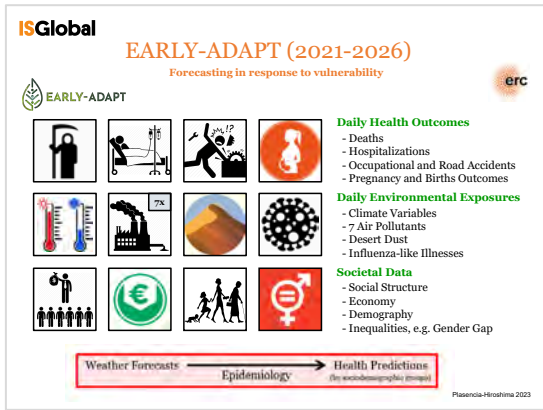 ISGlobal
EARLY-ADAPT (2021-2026)
Forecasting in response to vulnerability
erc
EARLY-ADAPT
!?
7x
€
Daily Health Outcomes
- Deaths
- Hospitalizations
- Occupational and Road Accidents
- Pregnancy and Births Outcomes
Daily Environmental Exposures
- Climate Variables
- 7 Air Pollutants
- Desert Dust
- Influenza-like Illnesses
Societal Data
- Social Structure
- Economy
- Demography
- Inequalities, e.g. Gender Gap
Weather Forecasts
Epidemiology
Health Predictions
(by sociodemographic groups)
Plasencia-Hiroshima 2023